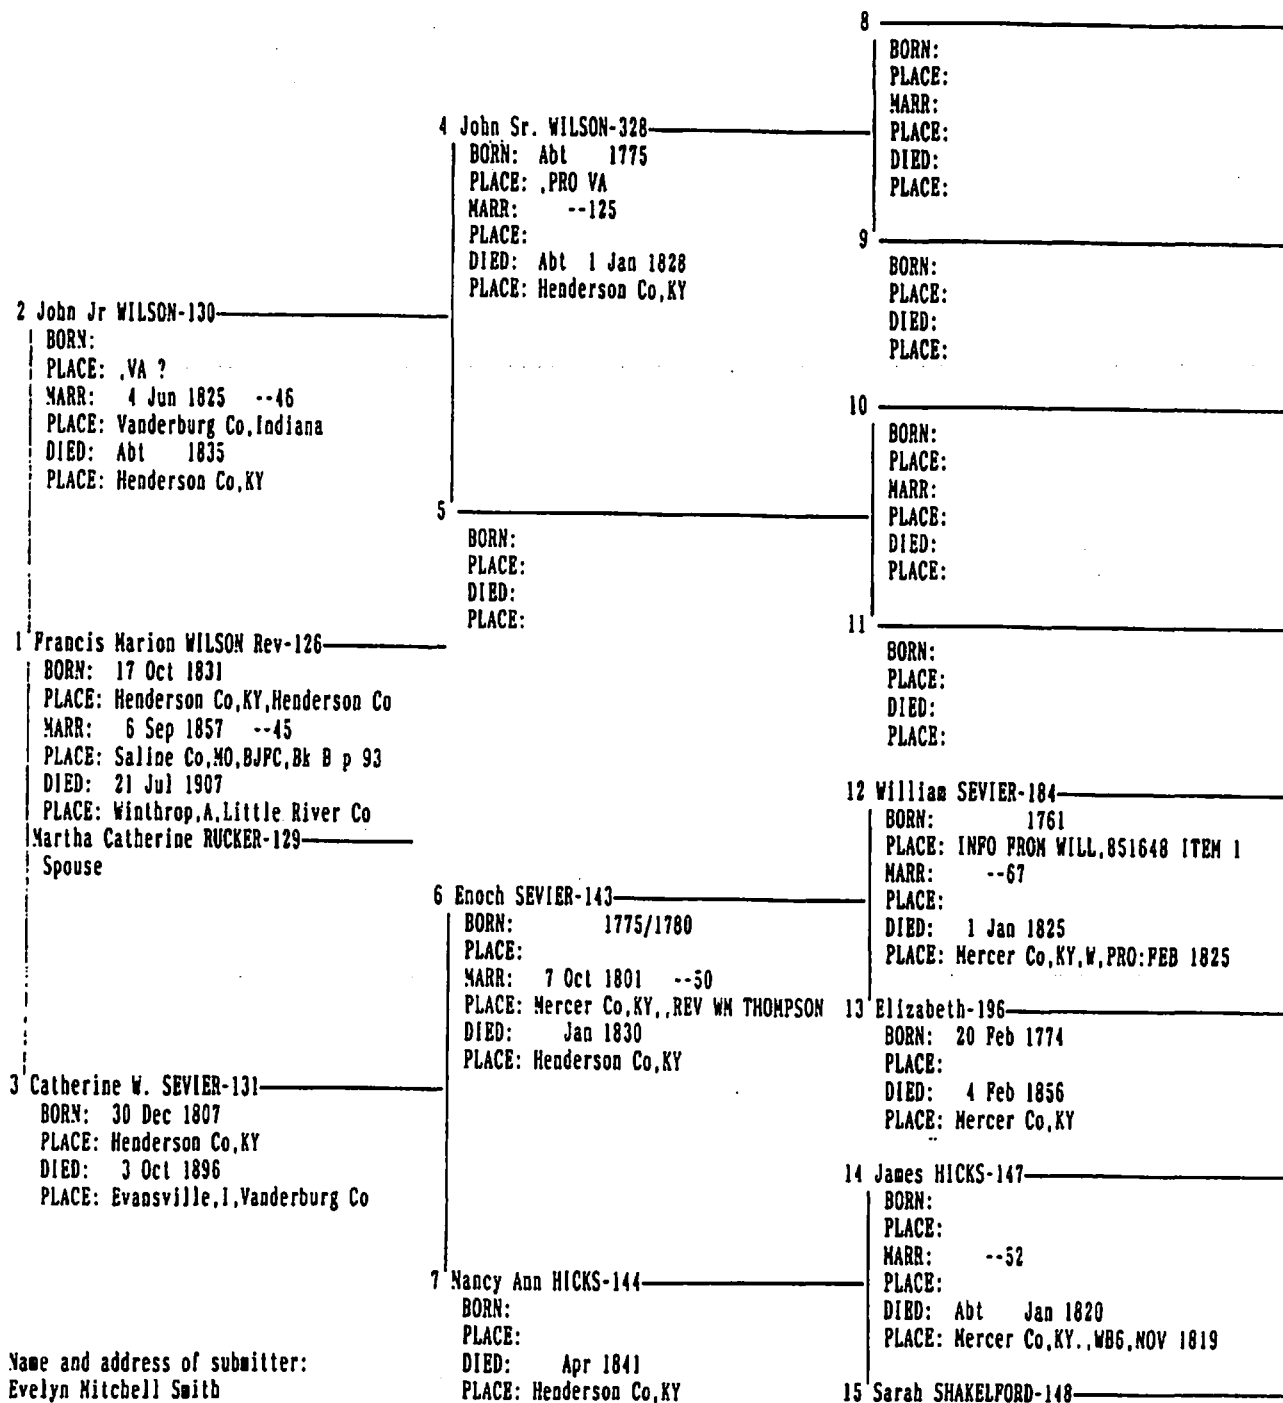 8
BORN:
PLACE:
MARR:
PLACE:
DIED:
PLACE:
4 John Sr. WILSON-328
BORN: Abt 1775
PLACE: ,PRO VA
MARR: --125
PLACE:
DIED: Abt 1 Jan 1828
PLACE: Henderson Co,KY
9
BORN:
PLACE:
DIED:
PLACE:
2 John Jr WILSON-130
BORN:
PLACE: ,VA ?
MARR: 4 Jun 1825 --46
PLACE: Vanderburg Co,Indiana
DIED: Abt 1835
PLACE: Henderson Co,KY
10
BORN:
PLACE:
MARR:
PLACE:
DIED:
PLACE:
5
BORN:
PLACE:
DIED:
PLACE:
11
BORN:
PLACE:
DIED:
PLACE:
1 Francis Marion WILSON Rev-126
BORN: 17 Oct 1831
PLACE: Henderson Co,KY,Henderson Co
MARR: 6 Sep 1857 --45
PLACE: Saline Co,MO,BJFC,Bk B p 93
DIED: 21 Jul 1907
PLACE: Winthrop,A,Little River Co
Martha Catherine RUCKER-129
Spouse
12 William SEVIER-184
BORN: 1761
PLACE: INFO FROM WILL,851648 ITEM 1
MARR: --67
PLACE:
DIED: 1 Jan 1825
PLACE: Mercer Co,KY,W,PRO:FEB 1825
6 Enoch SEVIER-143
BORN: 1775/1780
PLACE:
MARR: 7 Oct 1801 --50
PLACE: Mercer Co,KY,,REV WM THOMPSON
DIED: Jan 1830
PLACE: Henderson Co,KY
13 Elizabeth-196
BORN: 20 Feb 1774
PLACE:
DIED: 4 Feb 1856
PLACE: Mercer Co,KY
3 Catherine W. SEVIER-131
BORN: 30 Dec 1807
PLACE: Henderson Co,KY
DIED: 3 Oct 1896
PLACE: Evansville,I,Vanderburg Co
14 James HICKS-147
BORN:
PLACE:
MARR: --52
PLACE:
DIED: Abt Jan 1820
PLACE: Mercer Co,KY.,WB6,NOV 1819
7 Nancy Ann HICKS-144
BORN:
PLACE:
DIED: Apr 1841
PLACE: Henderson Co,KY
15 Sarah SHAKELFORD-148
Name and address of submitter:
Evelyn Mitchell Smith